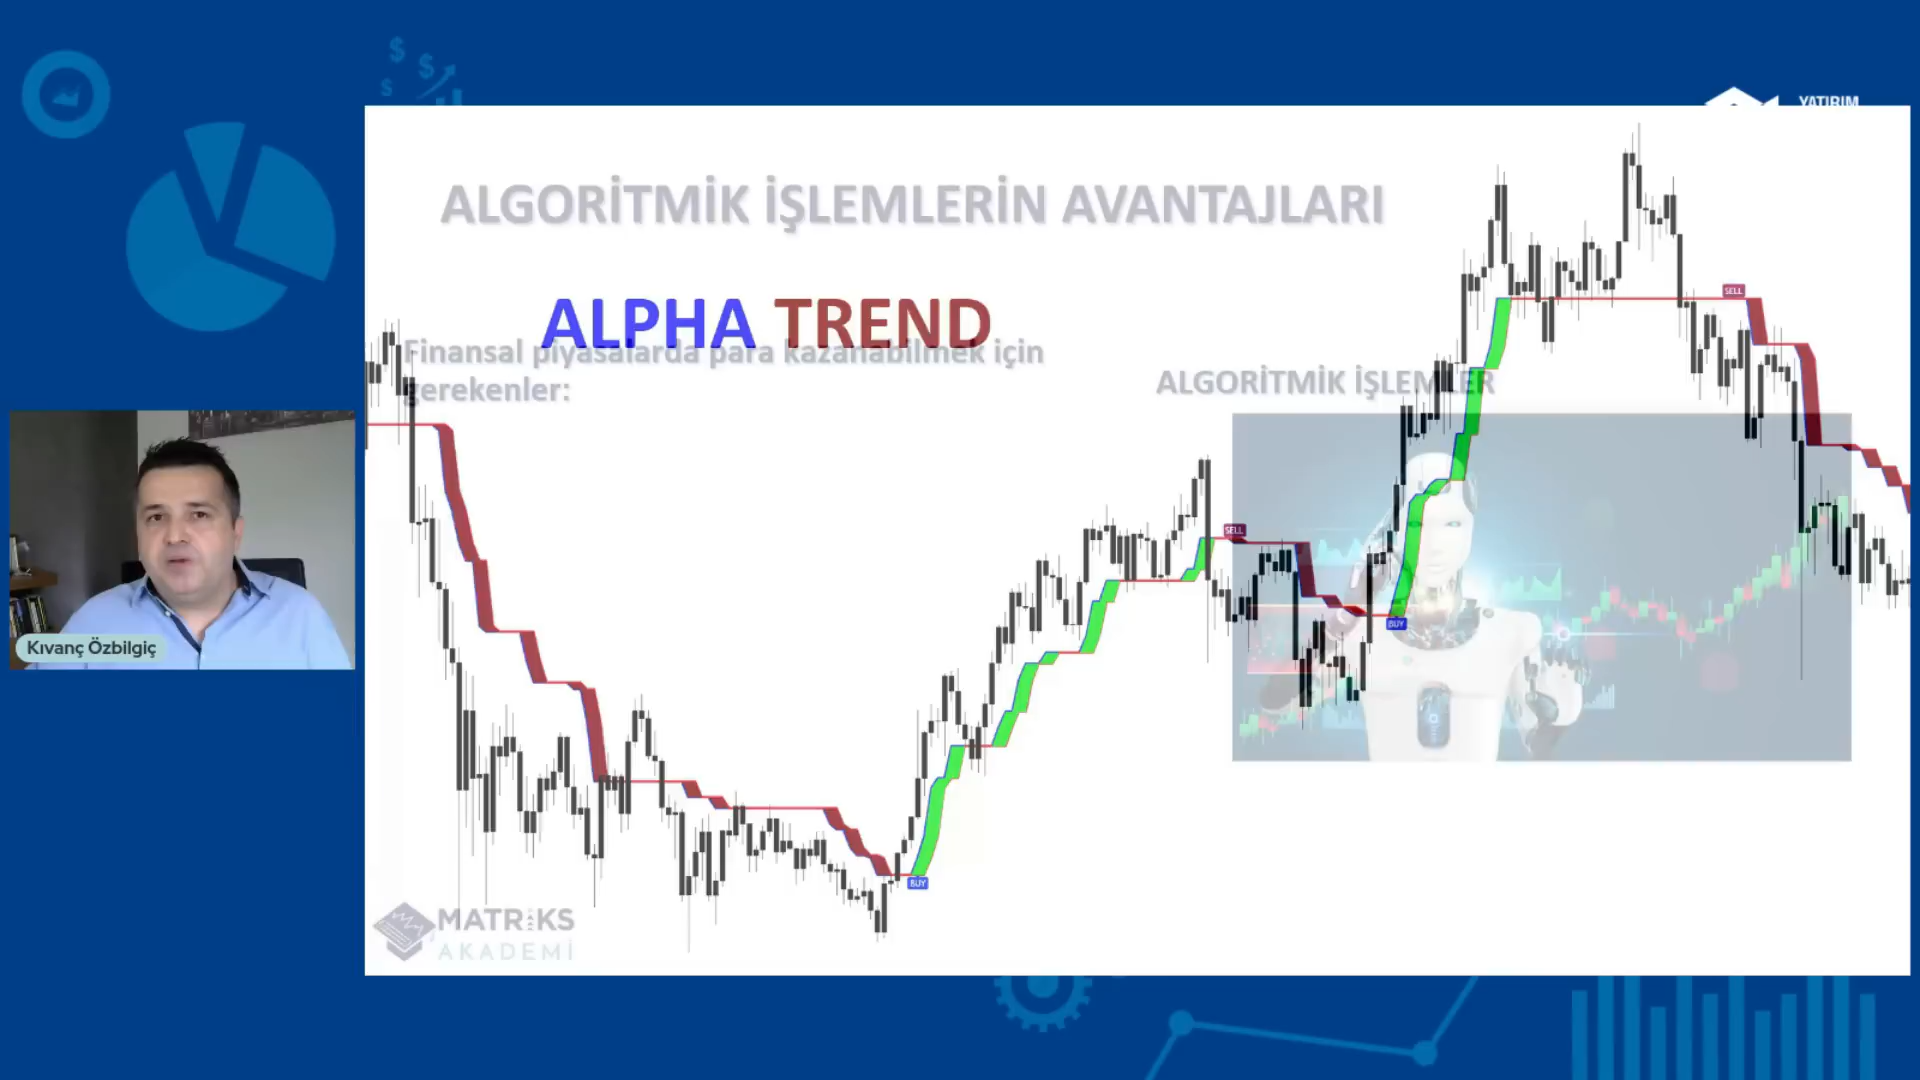 YATIRIM
ALGORİTMİK İŞLEMLERİN AVANTAJLARI
ALPHA TREND
Finansal piyasalarda para kazanabilmek için
gerekenler:
ALGORİTMİK İŞLEMLER
SELL
SELL
BUY
BUY
Kıvanç Özbilgiç
MATRİKS
AKADEMİ